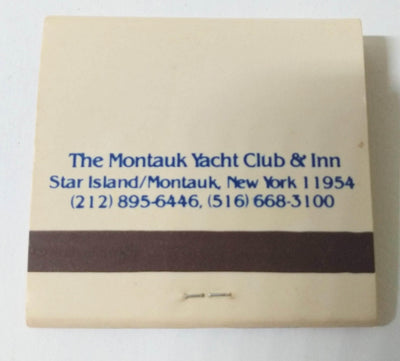 The Montauk Yacht Club & Inn
Star Island/Montauk, New York 11954
(212) 895-6446, (516) 668-3100